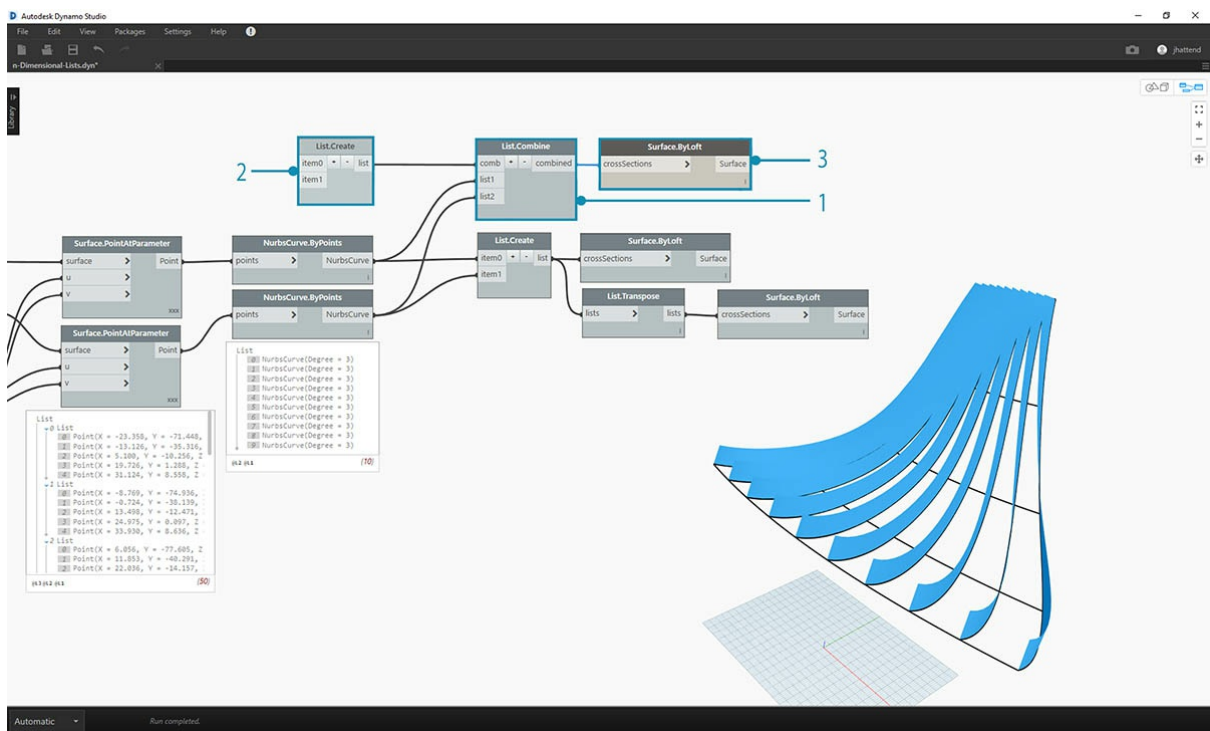 Autodesk Dynamo Studio
File Edit View Packages Settings Help
jhattend
n-Dimensional-Lists.dyn*
Library
List.Create
item0 + - list
item1
2
List.Combine
comb + - combined
list1
list2
Surface.ByLoft
crossSections > Surface
3
1
Surface.PointAtParameter
surface > Point
u >
v >
xxx
NurbsCurve.ByPoints
points > NurbsCurve
NurbsCurve.ByPoints
points > NurbsCurve
List.Create
item0 + - list
item1
Surface.ByLoft
crossSections > Surface
List.Transpose
lists > lists
Surface.ByLoft
crossSections > Surface
Surface.PointAtParameter
surface > Point
u >
v >
xxx
List
0 NurbsCurve(Degree = 3)
1 NurbsCurve(Degree = 3)
2 NurbsCurve(Degree = 3)
3 NurbsCurve(Degree = 3)
4 NurbsCurve(Degree = 3)
5 NurbsCurve(Degree = 3)
6 NurbsCurve(Degree = 3)
7 NurbsCurve(Degree = 3)
8 NurbsCurve(Degree = 3)
9 NurbsCurve(Degree = 3)
@L2 @L1 {10}
List
0 List
0 Point(X = -23.358, Y = -71.448,
1 Point(X = -13.126, Y = -35.316,
2 Point(X = 5.100, Y = -10.256, Z
3 Point(X = 19.726, Y = 1.288, Z
4 Point(X = 31.124, Y = 8.558, Z
1 List
0 Point(X = -8.769, Y = -74.936,
1 Point(X = -0.724, Y = -38.139,
2 Point(X = 13.498, Y = -12.471,
3 Point(X = 24.975, Y = 0.097, Z
4 Point(X = 33.930, Y = 8.636, Z
2 List
0 Point(X = 6.056, Y = -77.605, Z
1 Point(X = 11.853, Y = -40.291,
2 Point(X = 22.036, Y = -14.157,
@L3 @L2 @L1 {50}
Automatic Run completed.